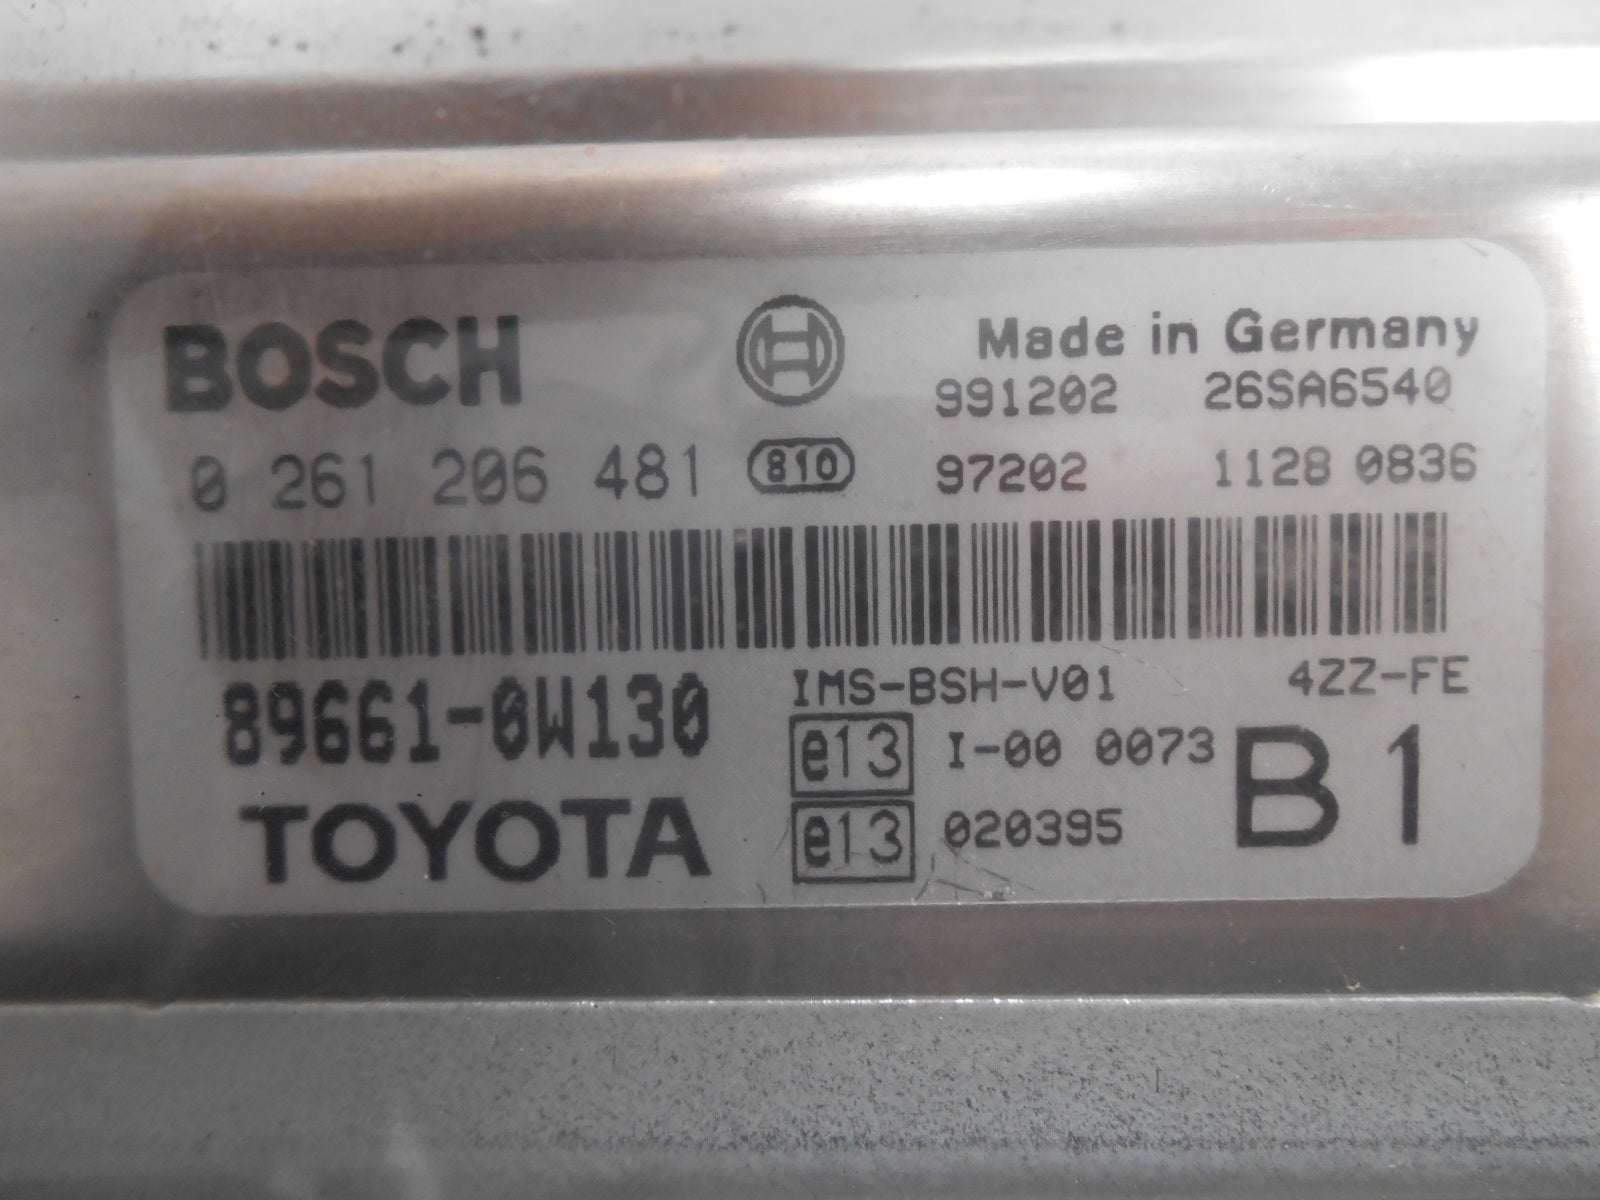 BOSCH
Made in Germany
991202 26SA6540
0 261 206 481 810 97202 1128 0836
89661-0W130
IMS-BSH-V01 4ZZ-FE
e13 I-00 0073 B1
TOYOTA
e13 020395